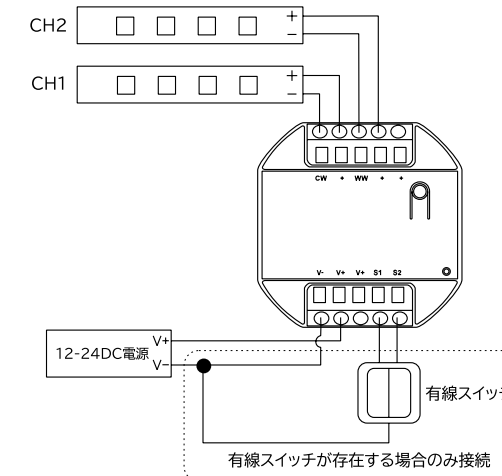 CH2
+
−
CH1
+
−
CW + WW + +
V- V+ V+ S1 S2
12-24DC電源
V+
V−
有線スイッチ
有線スイッチが存在する場合のみ接続